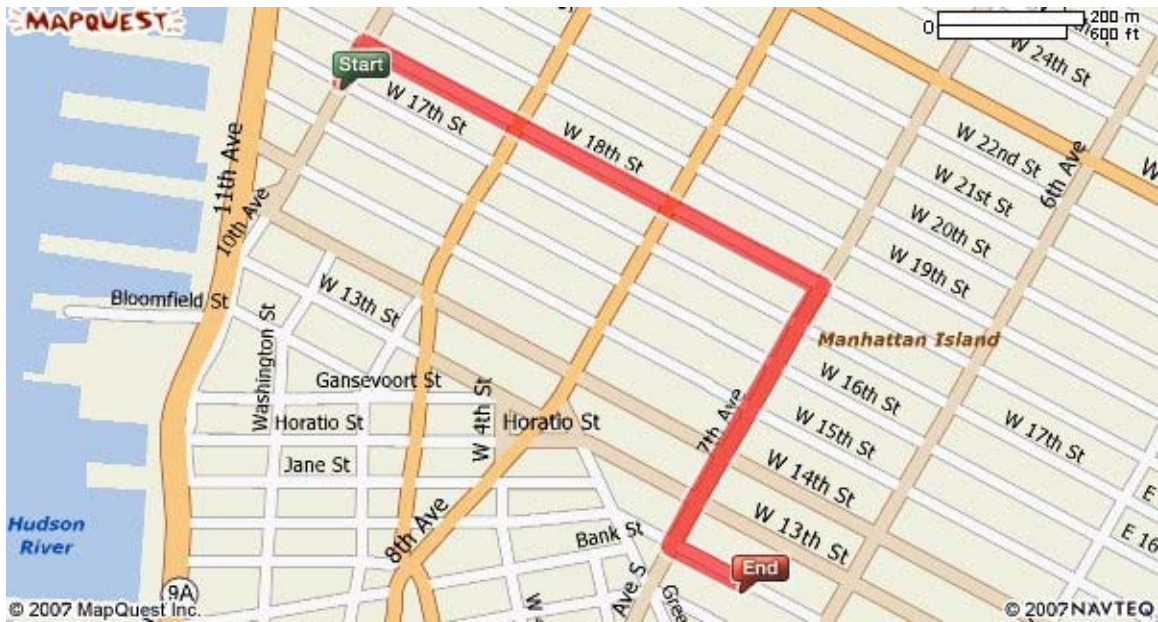 MAPQUEST
0
200 m
600 ft
W 24th St
Start
W 17th St
W 18th St
W 22nd St
6th Ave
W
11th Ave
W 21st St
10th Ave
W 20th St
W 19th St
W 13th St
Bloomfield St
Washington St
Manhattan Island
Gansevoort St
W 16th St
W 4th St
7th Ave
Horatio St
Horatio St
W 15th St
W 17th St
Jane St
W 14th St
E
Hudson
River
8th Ave
Bank St
W 13th St
E 16
End
9A
Ave S
Gree
W
© 2007 MapQuest Inc.
© 2007 NAVTEQ